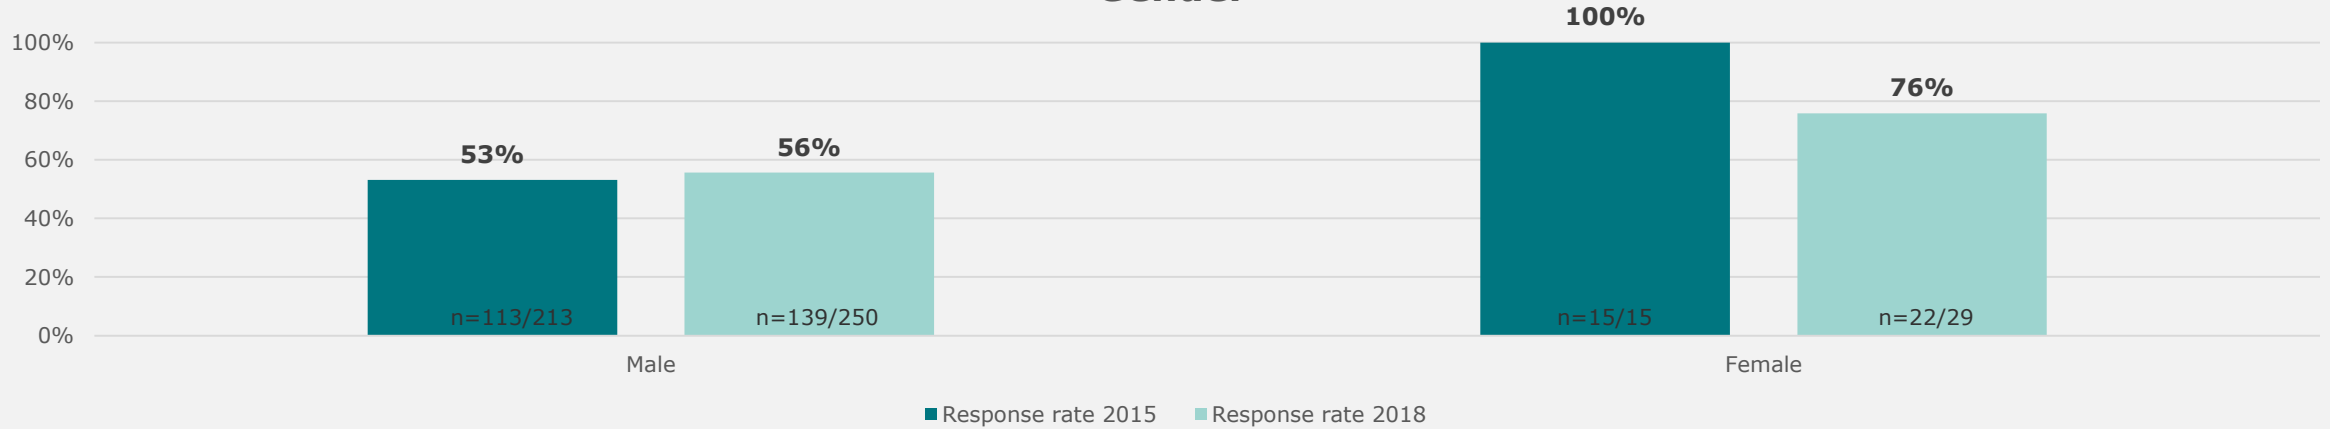 100%
100%
80%
76%
53%
56%
60%
40%
20%
n=113/213
n=139/250
n=15/15
n=22/29
0%
Male
Female
Response rate 2015
Response rate 2018